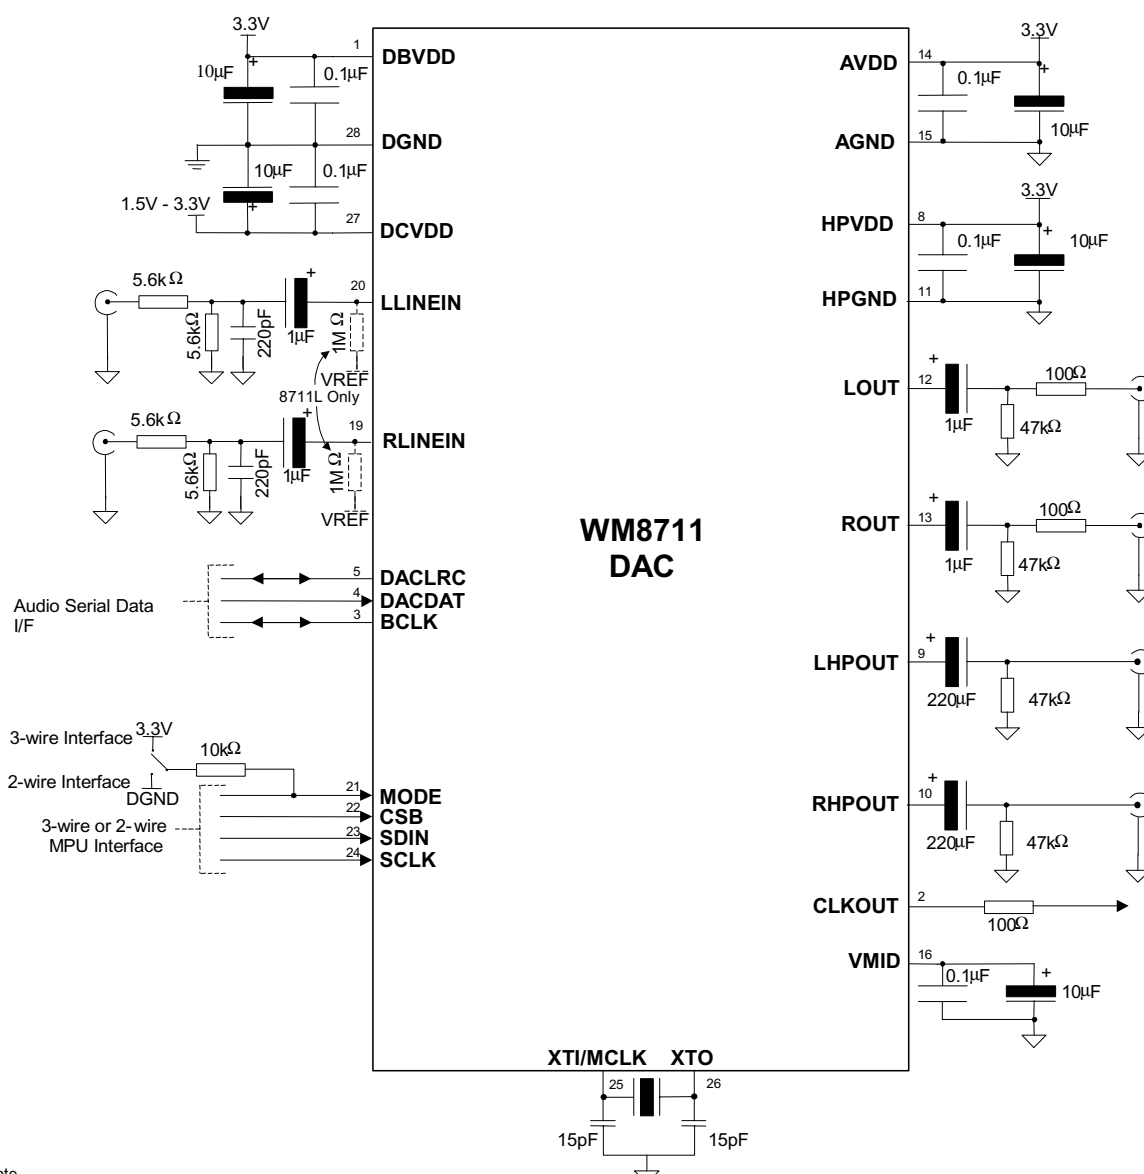 3.3V
1
DBVDD
10µF
+
0.1µF
28
DGND
10µF
0.1µF
1.5V - 3.3V
+
27
DCVDD
5.6kΩ
+
20
LLINEIN
5.6kΩ
220pF
1µF
1M Ω
VREF
8711L Only
5.6kΩ
+
19
RLINEIN
5.6kΩ
220pF
1µF
1M Ω
VREF
5
DACLRC
Audio Serial Data
I/F
4
DACDAT
3
BCLK
3.3V
3-wire Interface
10kΩ
2-wire Interface
DGND
21
MODE
22
CSB
3-wire or 2-wire
MPU Interface
23
SDIN
24
SCLK
WM8711
DAC
3.3V
AVDD
14
0.1µF
+
10µF
AGND
15
3.3V
HPVDD
8
0.1µF
+
10µF
HPGND
11
LOUT
12
+
1µF
100Ω
47kΩ
ROUT
13
+
1µF
100Ω
47kΩ
LHPOUT
9
+
220µF
47kΩ
RHPOUT
10
+
220µF
47kΩ
CLKOUT
2
100Ω
VMID
16
0.1µF
+
10µF
XTI/MCLK
XTO
25
26
15pF
15pF